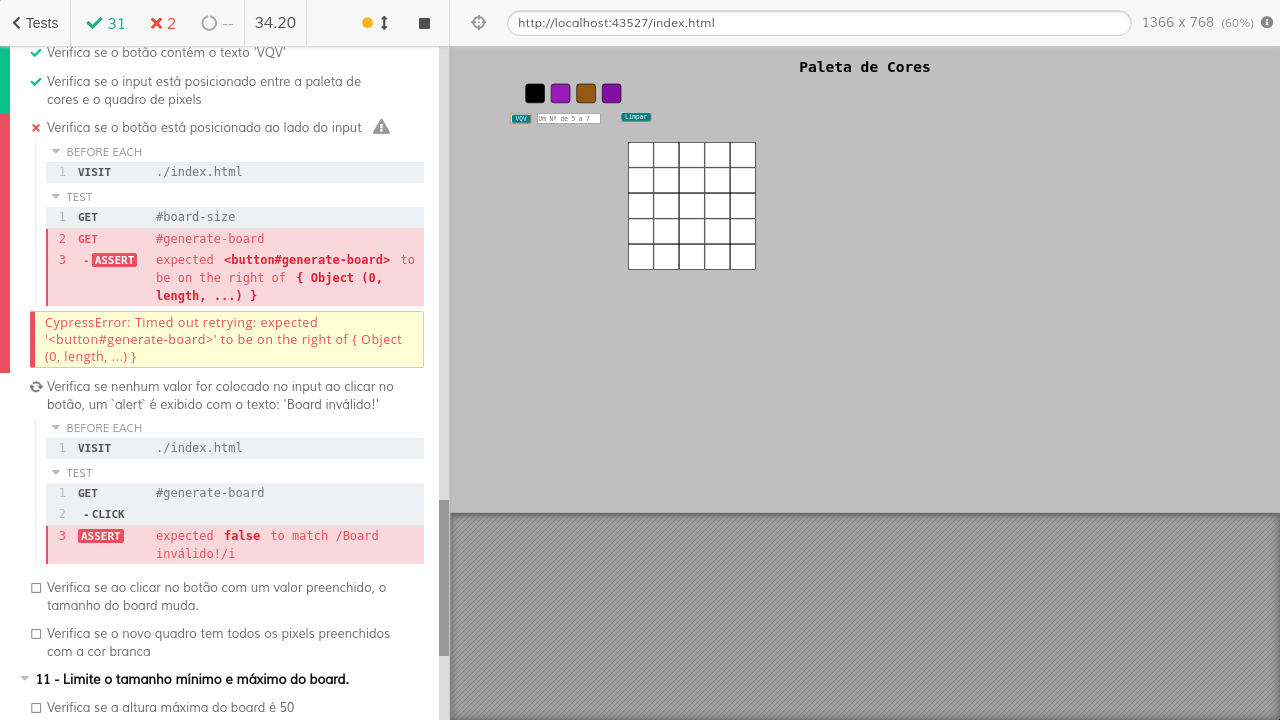 Tests
31
2
--
34.20
http://localhost:43527/index.html
1366 x 768 (60%)
Verifica se o botão contém o texto 'VQV'
Verifica se o input está posicionado entre a paleta de
cores e o quadro de pixels
Verifica se o botão está posicionado ao lado do input
BEFORE EACH
1 VISIT ./index.html
TEST
1 GET #board-size
2 GET #generate-board
3 - ASSERT expected <button#generate-board> to
be on the right of { Object (0,
length, ...) }
CypressError: Timed out retrying: expected
'<button#generate-board>' to be on the right of { Object
(0, length, ...) }
Verifica se nenhum valor for colocado no input ao clicar no
botão, um `alert` é exibido com o texto: 'Board inválido!'
BEFORE EACH
1 VISIT ./index.html
TEST
1 GET #generate-board
2 - CLICK
3 ASSERT expected false to match /Board
inválido!/i
Verifica se ao clicar no botão com um valor preenchido, o
tamanho do board muda.
Verifica se o novo quadro tem todos os pixels preenchidos
com a cor branca
11 - Limite o tamanho mínimo e máximo do board.
Verifica se a altura máxima do board é 50
Paleta de Cores
VQV
Um Nº de 5 a 7
Limpar